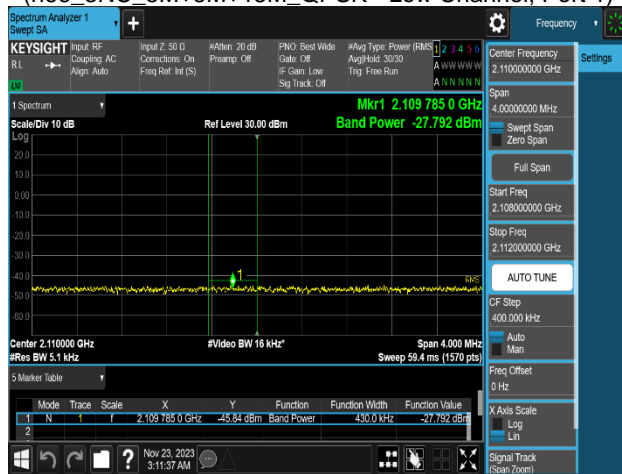 Spectrum Analyzer 1
Swept SA
+
Frequency
KEYSIGHT
RL
Input: RF
Coupling: AC
Align: Auto
Input Z: 50 Ω
Corrections: On
Freq Ref: Int (S)
#Atten: 20 dB
Preamp: Off
PNO: Best Wide
Gate: Off
IF Gain: Low
Sig Track: Off
#Avg Type: Power (RMS
Avg|Hold: 30/30
Trig: Free Run
1 2 3 4 5 6
A W W W W W
A N N N N N
Center Frequency
2.110000000 GHz
Settings
Span
4.00000000 MHz
Swept Span
Zero Span
Full Span
Start Freq
2.108000000 GHz
Stop Freq
2.112000000 GHz
AUTO TUNE
CF Step
400.000 kHz
Auto
Man
Freq Offset
0 Hz
X Axis Scale
Log
Lin
Signal Track
(Span Zoom)
1 Spectrum
Scale/Div 10 dB
Ref Level 30.00 dBm
Mkr1 2.109 785 0 GHz
Band Power -27.792 dBm
Log
20.0
10.0
0.00
-10.0
-20.0
-30.0
-40.0
-50.0
-60.0
1
RMS
Center 2.110000 GHz
#Video BW 16 kHz*
Span 4.000 MHz
#Res BW 5.1 kHz
Sweep 59.4 ms (1570 pts)
5 Marker Table
Mode Trace Scale X Y Function Function Width Function Value
1 N 1 f 2.109 785 0 GHz -45.84 dBm Band Power 430.0 kHz -27.792 dBm
2
?
Nov 23, 2023
3:11:37 AM